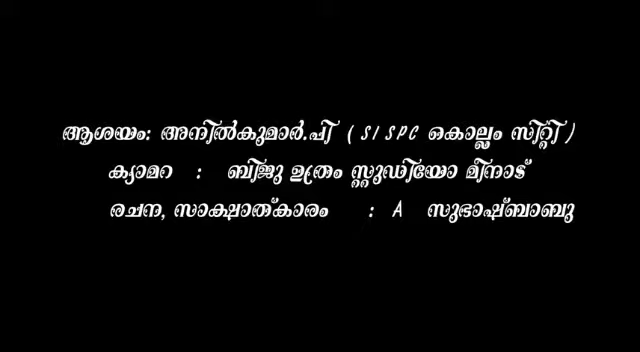 ആശയം: അനിൽകുമാർ.പി ( SI SPC കൊല്ലം സിറ്റി )
ക്യാമറ : ബിജു ഉത്രം സ്റ്റുഡിയോ മീനാട്
രചന, സാക്ഷാത്കാരം : A സുഭാഷ്ബാബു